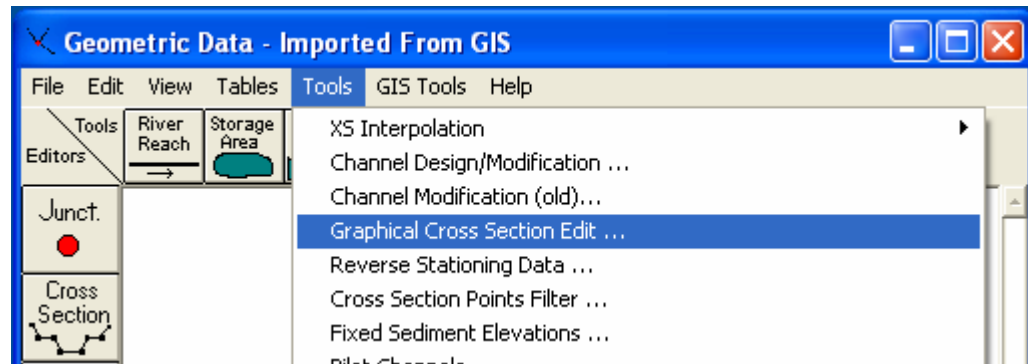 Geometric Data - Imported From GIS
File Edit View Tables Tools GIS Tools Help
Tools
Editors
River
Reach
Storage
Area
XS Interpolation
Channel Design/Modification ...
Channel Modification (old)...
Junct.
Graphical Cross Section Edit ...
Reverse Stationing Data ...
Cross
Section
Cross Section Points Filter ...
Fixed Sediment Elevations ...
Pilot Channels